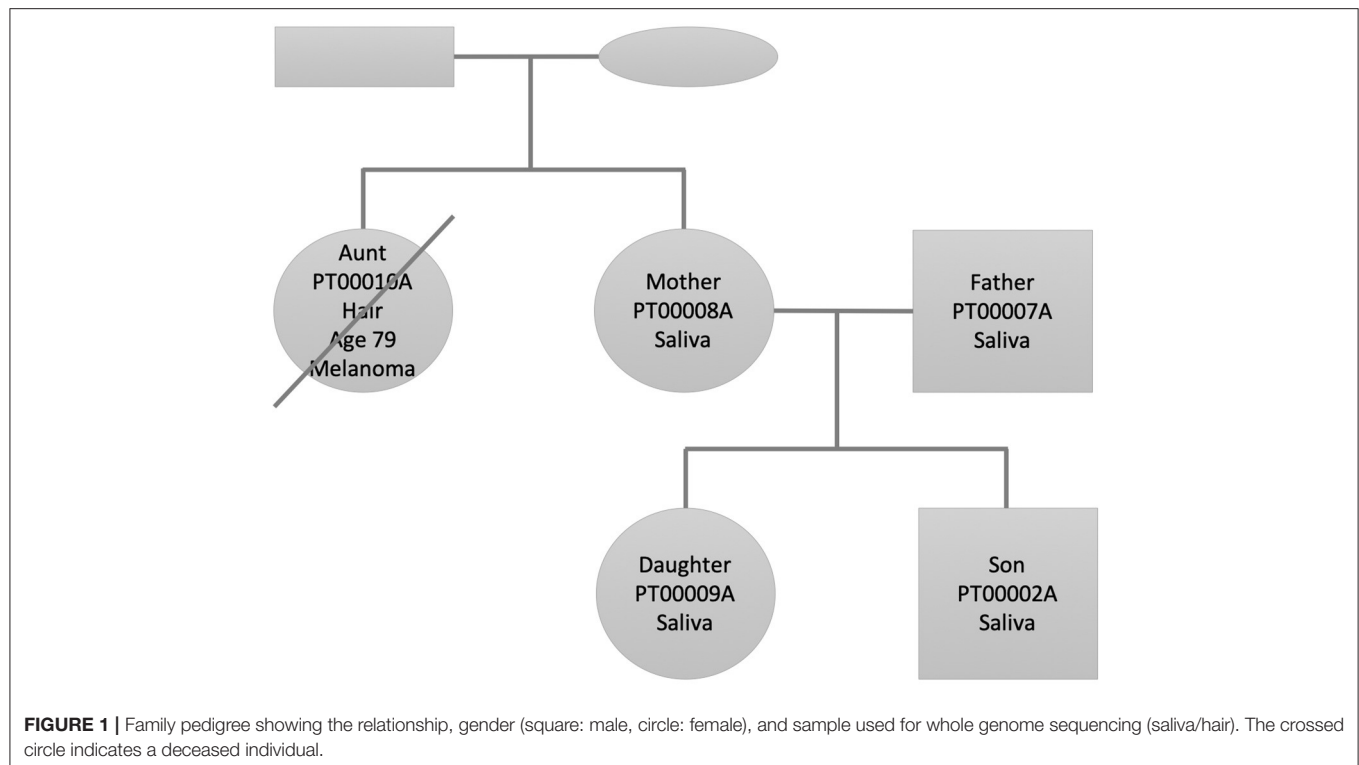 Aunt
PT00010A
Hair
Age 79
Melanoma
Mother
PT00008A
Saliva
Father
PT00007A
Saliva
Daughter
PT00009A
Saliva
Son
PT00002A
Saliva
FIGURE 1 | Family pedigree showing the relationship, gender (square: male, circle: female), and sample used for whole genome sequencing (saliva/hair). The crossed
circle indicates a deceased individual.